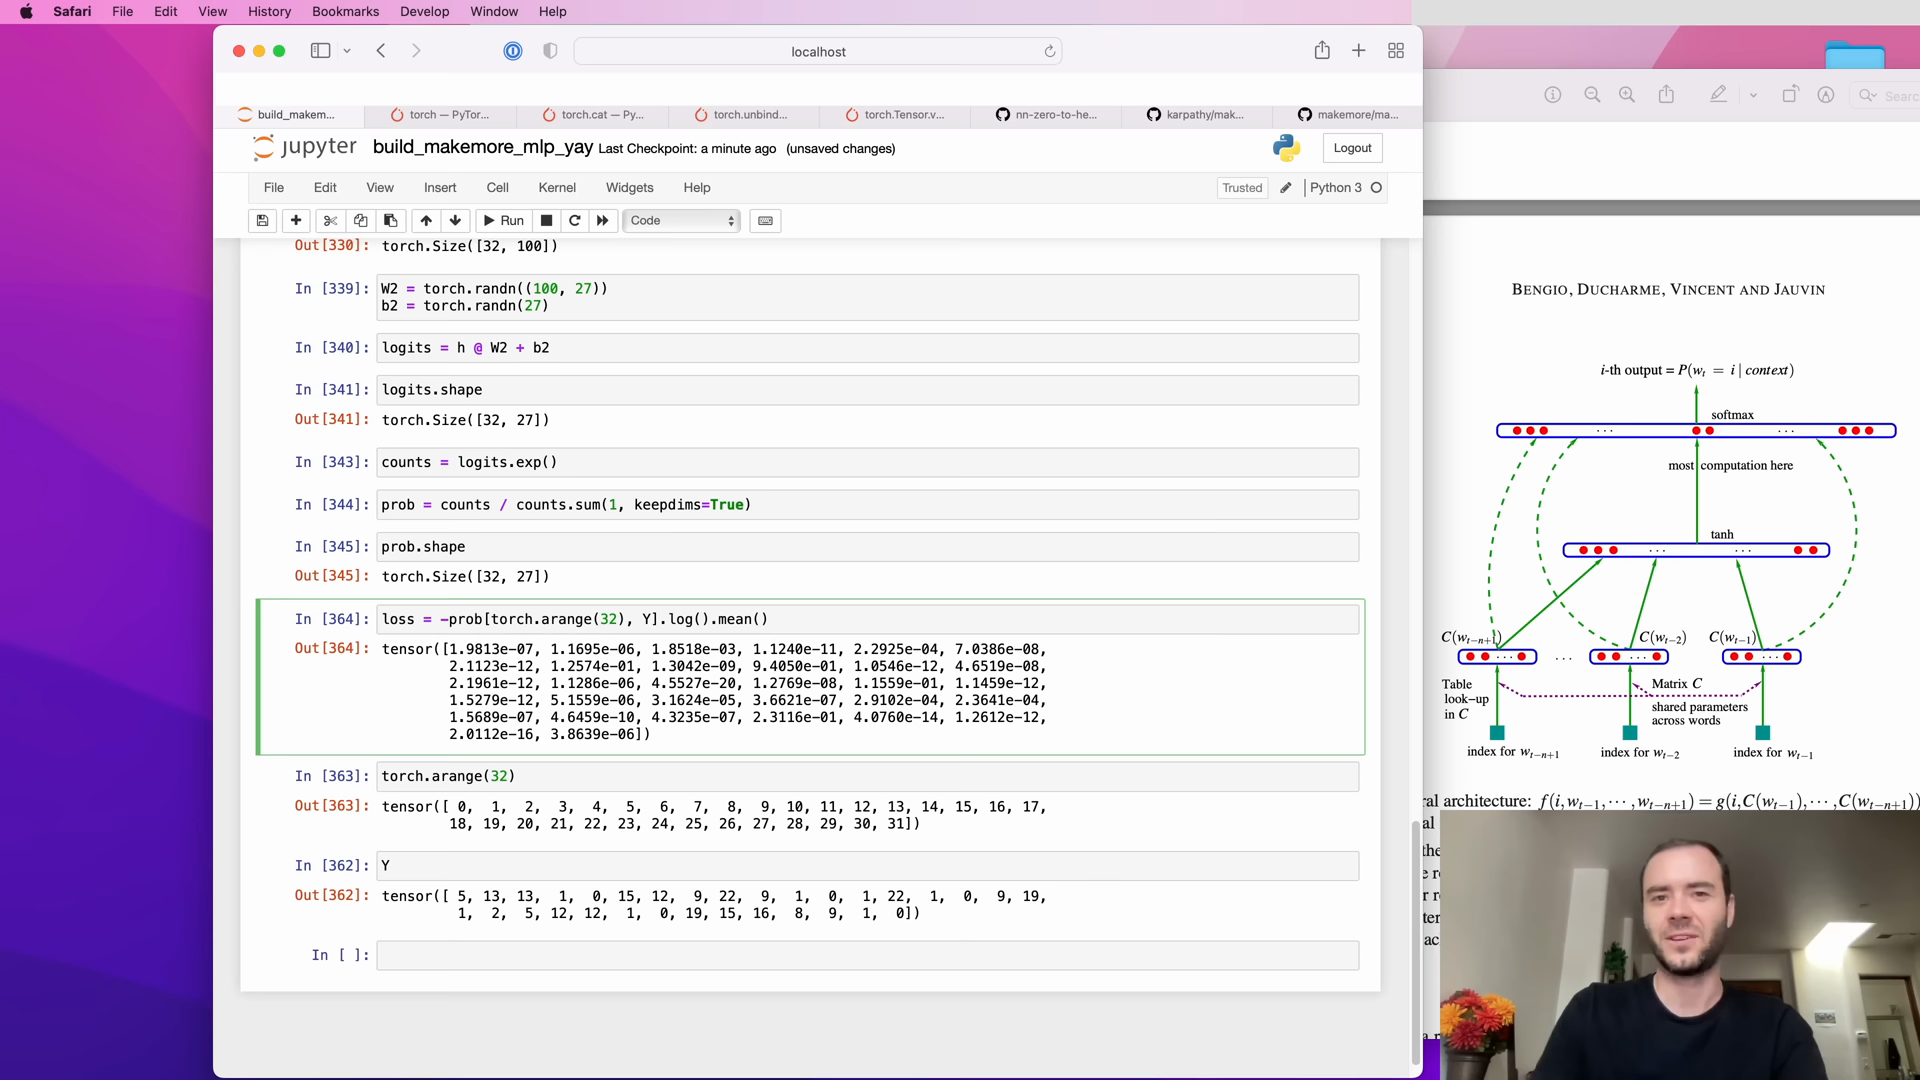 Safari File Edit View History Bookmarks Develop Window Help
localhost
build_makem... torch — PyTor... torch.cat — Py... torch.unbind... torch.Tensor.v... nn-zero-to-he... karpathy/mak... makemore/ma...
jupyter build_makemore_mlp_yay Last Checkpoint: a minute ago (unsaved changes)
Logout
File Edit View Insert Cell Kernel Widgets Help
Trusted Python 3
Run Code
Out[330]: torch.Size([32, 100])
In [339]: W2 = torch.randn((100, 27))
b2 = torch.randn(27)
In [340]: logits = h @ W2 + b2
In [341]: logits.shape
Out[341]: torch.Size([32, 27])
In [343]: counts = logits.exp()
In [344]: prob = counts / counts.sum(1, keepdims=True)
In [345]: prob.shape
Out[345]: torch.Size([32, 27])
In [364]: loss = -prob[torch.arange(32), Y].log().mean()
Out[364]: tensor([1.9813e-07, 1.1695e-06, 1.8518e-03, 1.1240e-11, 2.2925e-04, 7.0386e-08,
2.1123e-12, 1.2574e-01, 1.3042e-09, 9.4050e-01, 1.0546e-12, 4.6519e-08,
2.1961e-12, 1.1286e-06, 4.5527e-20, 1.2769e-08, 1.1559e-01, 1.1459e-12,
1.5279e-12, 5.1559e-06, 3.1624e-05, 3.6621e-07, 2.9102e-04, 2.3641e-04,
1.5689e-07, 4.6459e-10, 4.3235e-07, 2.3116e-01, 4.0760e-14, 1.2612e-12,
2.0112e-16, 3.8639e-06])
In [363]: torch.arange(32)
Out[363]: tensor([ 0, 1, 2, 3, 4, 5, 6, 7, 8, 9, 10, 11, 12, 13, 14, 15, 16, 17,
18, 19, 20, 21, 22, 23, 24, 25, 26, 27, 28, 29, 30, 31])
In [362]: Y
Out[362]: tensor([ 5, 13, 13, 1, 0, 15, 12, 9, 22, 9, 1, 0, 1, 22, 1, 0, 9, 19,
1, 2, 5, 12, 12, 1, 0, 19, 15, 16, 8, 9, 1, 0])
In [ ]:
Searc
BENGIO, DUCHARME, VINCENT AND JAUVIN
i-th output = P(w_t = i | context)
softmax
. . .
. . .
most computation here
tanh
. . .
. . .
C(w_{t−n+1}) C(w_{t−2}) C(w_{t−1})
. . .
Table look-up in C
Matrix C
shared parameters
across words
index for w_{t−n+1} index for w_{t−2} index for w_{t−1}
ral architecture: f(i, w_{t−1}, ··· , w_{t−n+1}) = g(i, C(w_{t−1}), ··· , C(w_{t−n+1}))